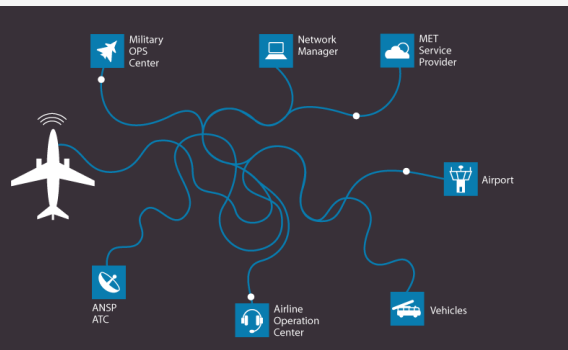 Military
OPS
Center
Network
Manager
MET
Service
Provider
Airport
ANSP
ATC
Airline
Operation
Center
Vehicles